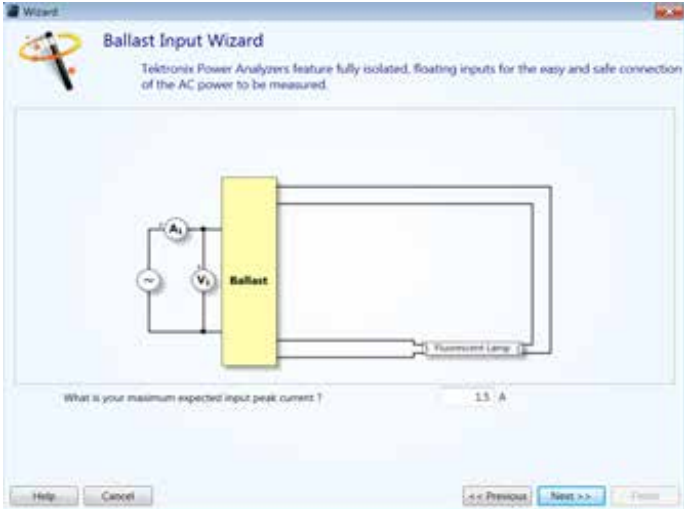 Wizard
Ballast Input Wizard
Tektronix Power Analyzers feature fully isolated, floating inputs for the easy and safe connection
of the AC power to be measured.
A₁
~
V₁
Ballast
Fluorescent Lamp
What is your maximum expected input peak current ?
1.5 A
Help
Cancel
<< Previous
Next >>
Finish